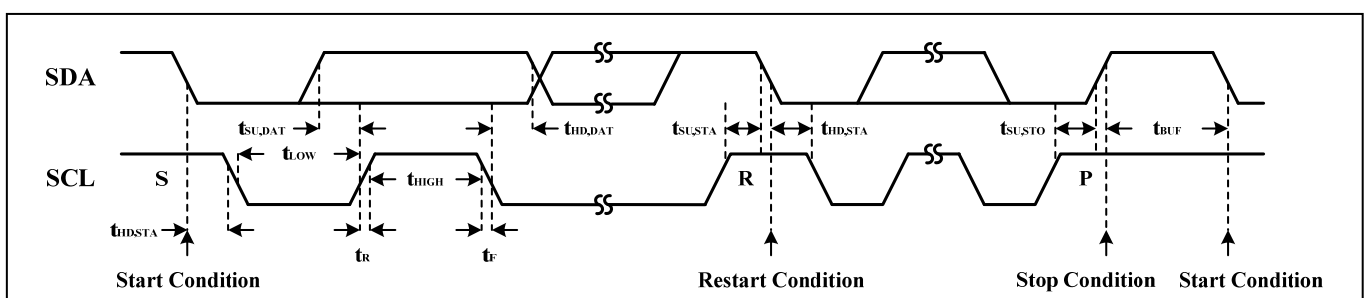 SDA
tSU,DAT tHD,DAT tSU,STA tHD,STA tSU,STO tBUF
tLOW
SCL S tHIGH R P
tHD,STA
tR tF
Start Condition Restart Condition Stop Condition Start Condition